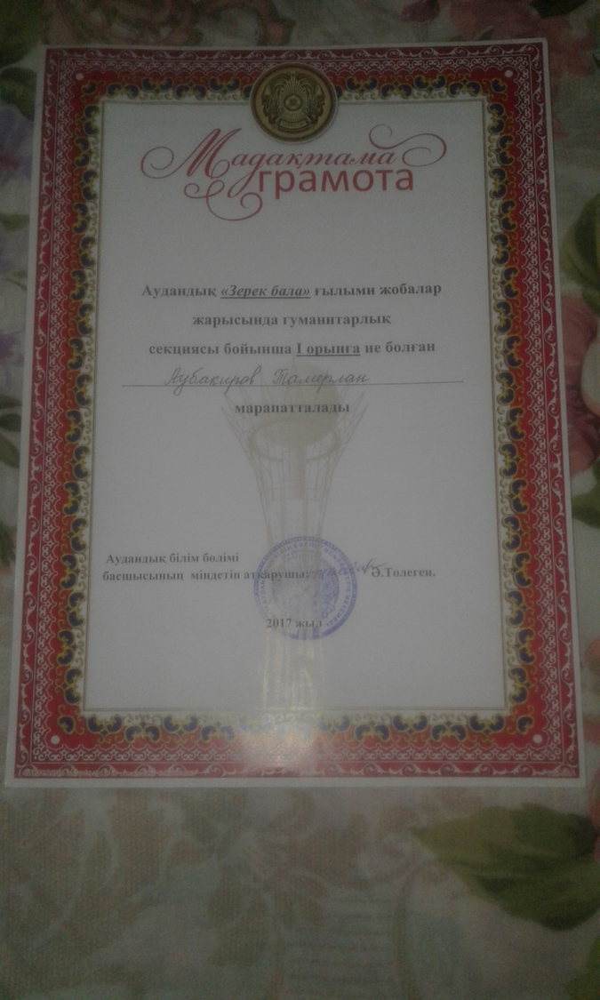 Мадақтама
грамота
Аудандық «Зерек бала» ғылыми жобалар
жарысында гуманитарлық
секциясы бойынша І орынға ие болған
Аубакиров Тамерлан
марапатталады
Аудандық білім бөлімі
басшысының міндетін атқарушы: Ә.Төлеген.
2017 жыл